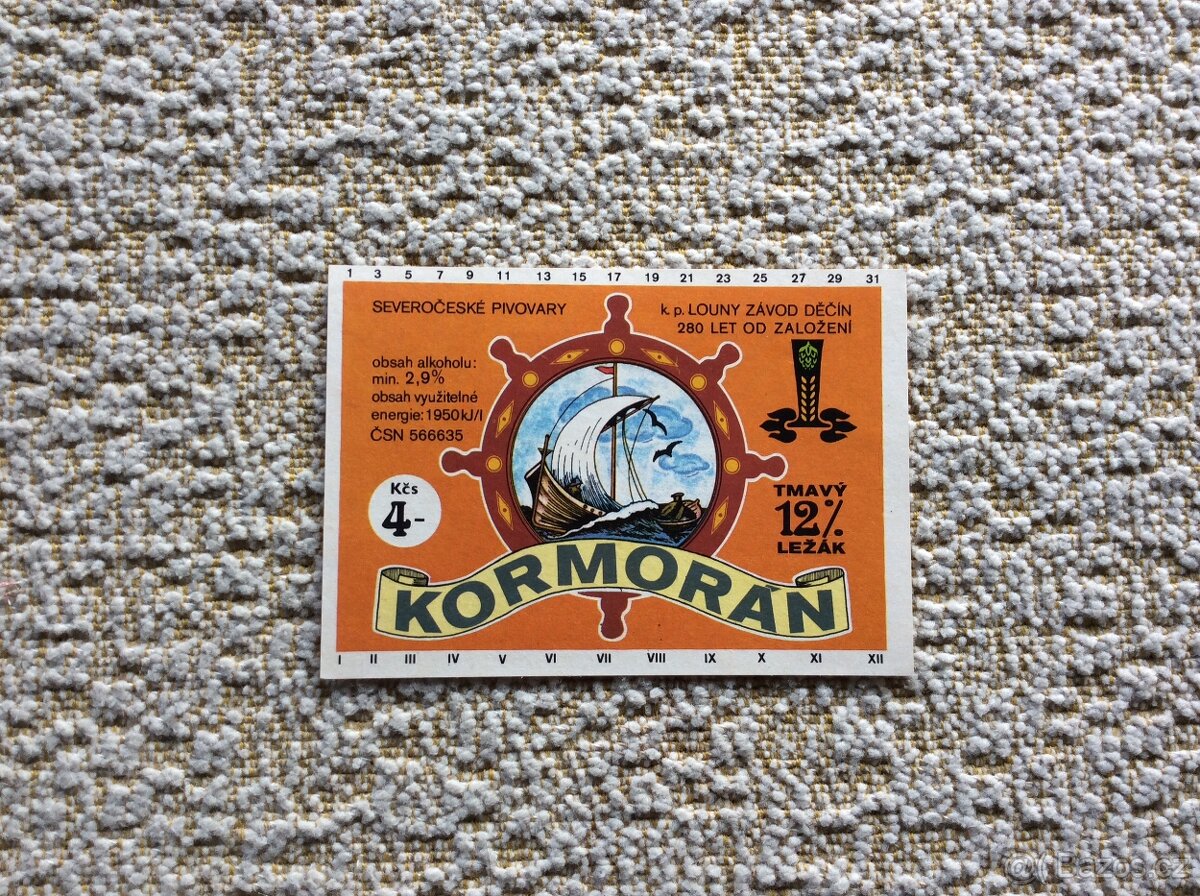 1 3 5 7 9 11 13 15 17 19 21 23 25 27 29 31
SEVEROČESKÉ PIVOVARY
k. p. LOUNY ZÁVOD DĚČÍN
280 LET OD ZALOŽENÍ
obsah alkoholu:
min. 2,9%
obsah využitelné
energie: 1950 kJ/l
ČSN 566635
Kčs
4-
TMAVÝ
12%
LEŽÁK
KORMORÁN
I II III IV V VI VII VIII IX X XI XII
Bazos.cz